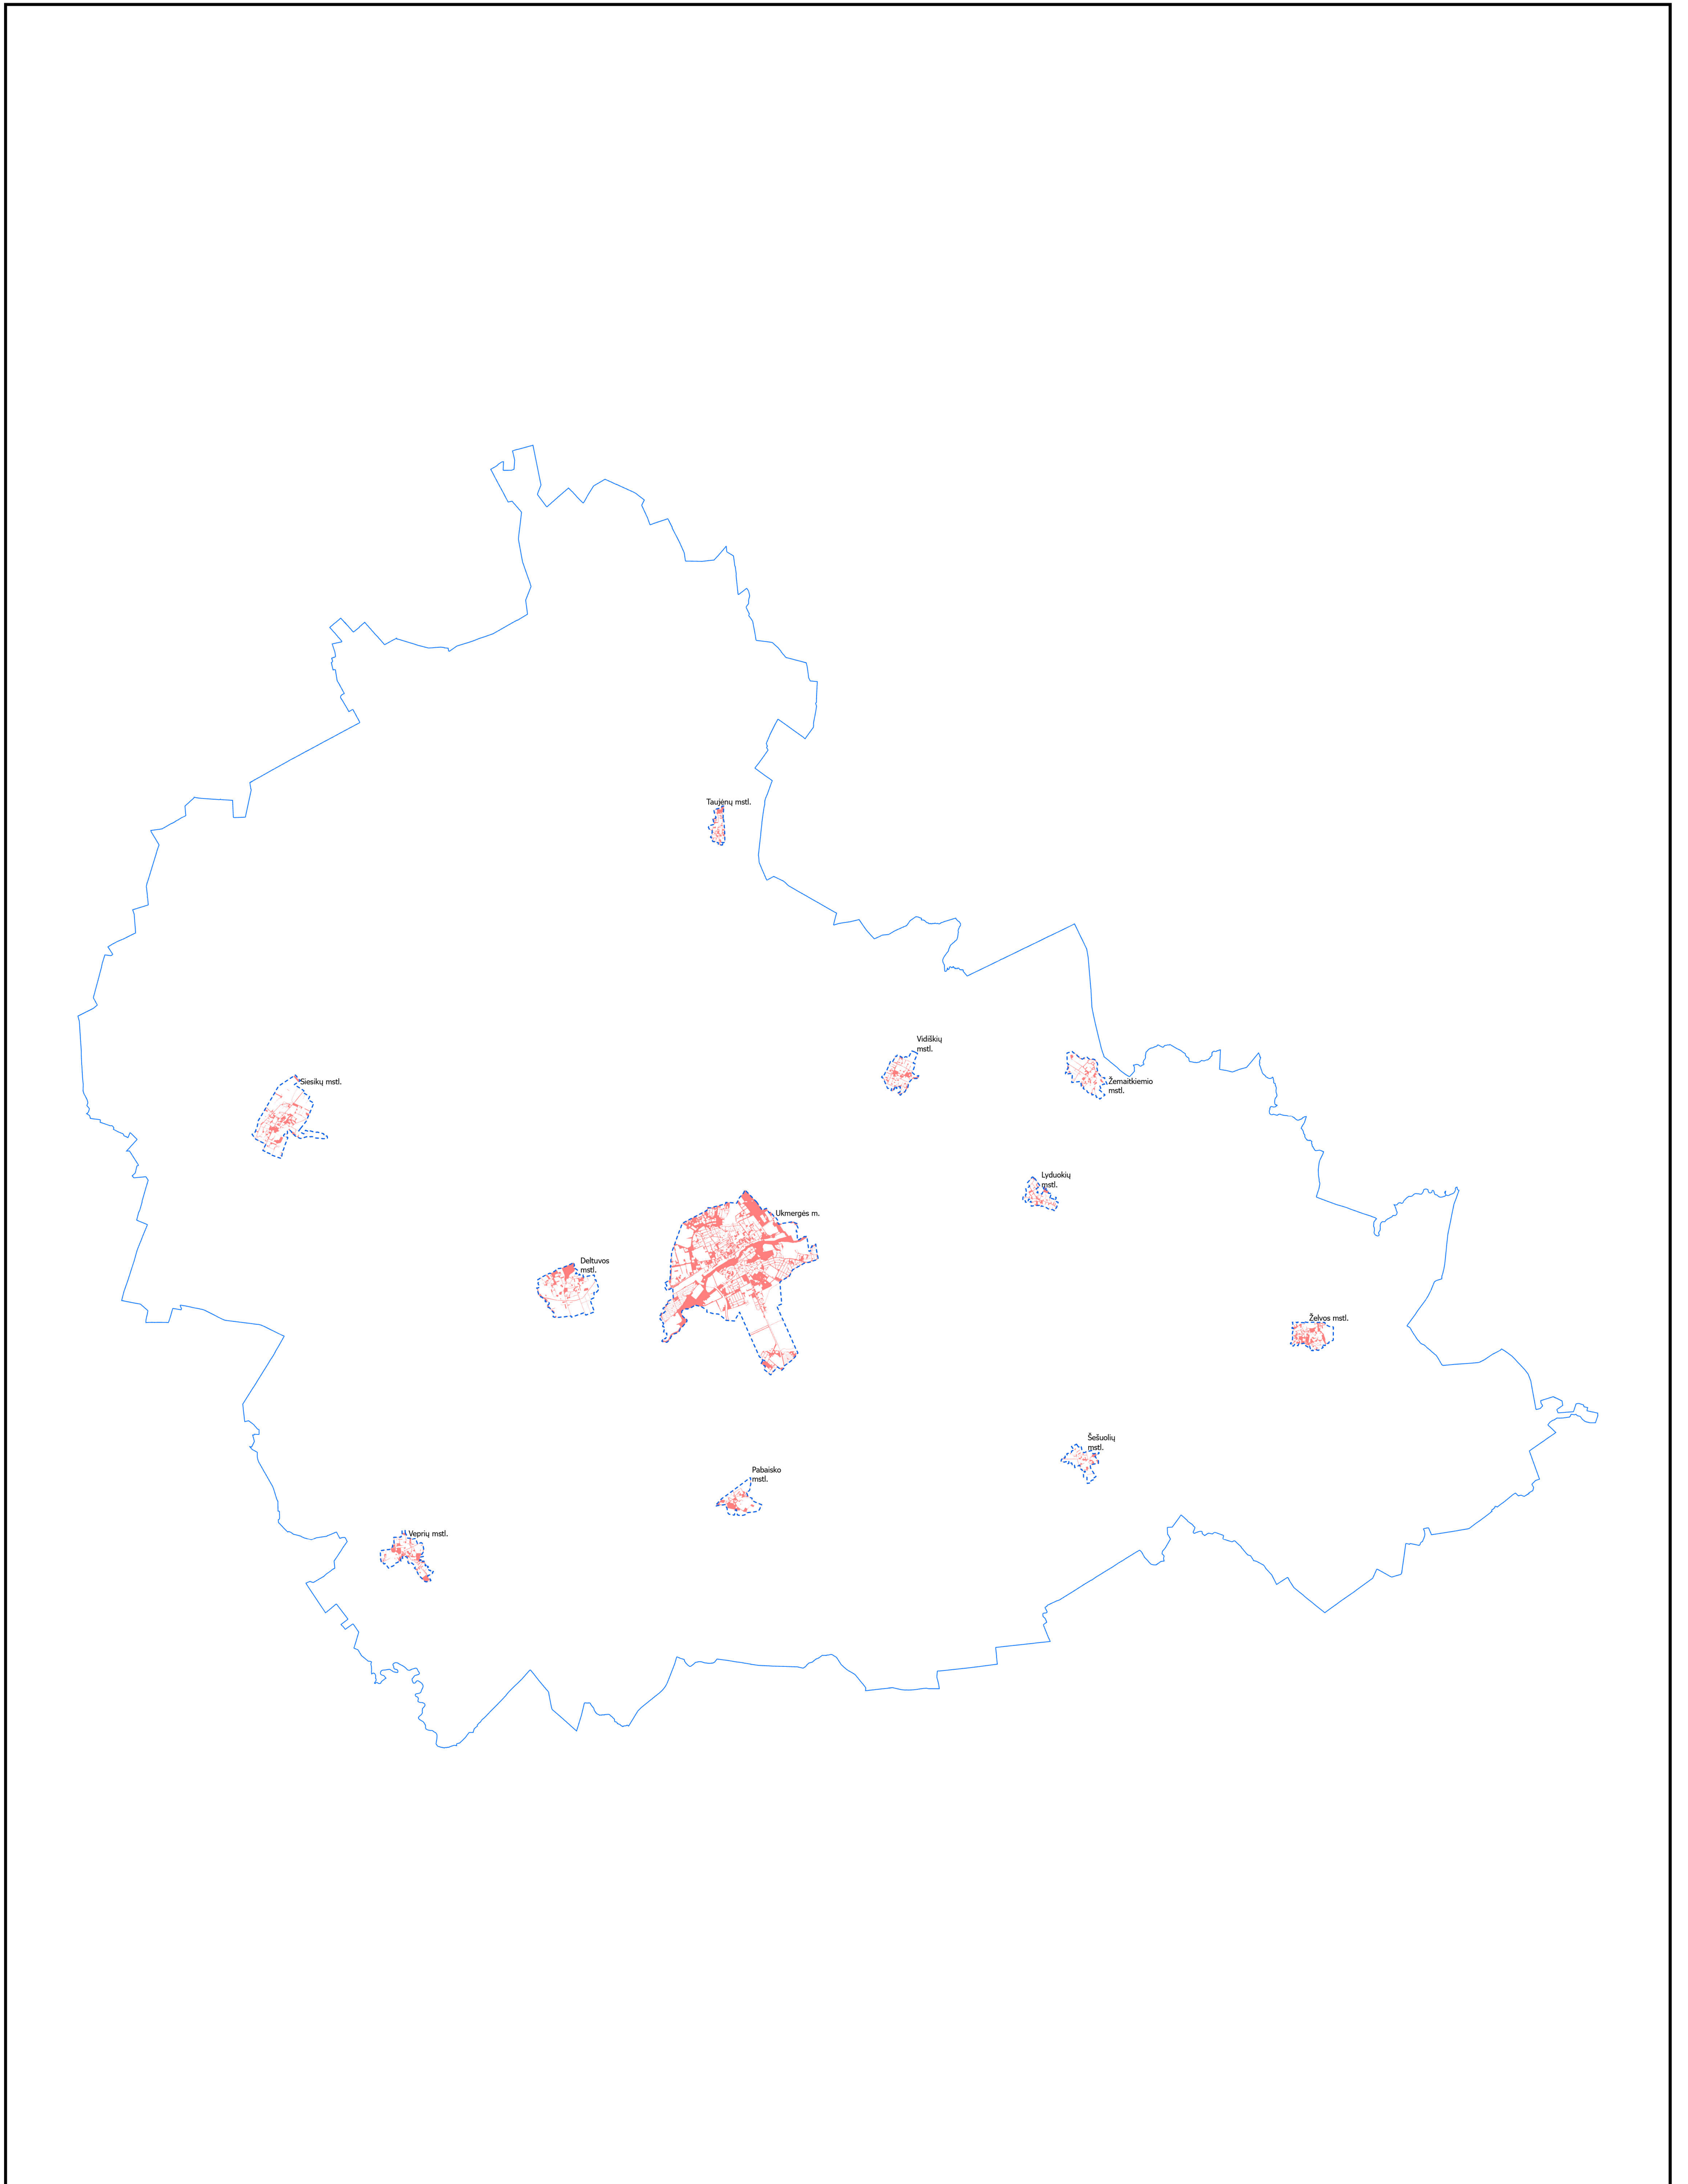 Taujėnų mstl.
Vidiškių
mstl.
Siesikų mstl.
Žemaitkiemio
mstl.
Lyduokių
mstl.
Ukmergės m.
Deltuvos
mstl.
Želvos mstl.
Šešuolių
mstl.
Pabaisko
mstl.
Veprių mstl.